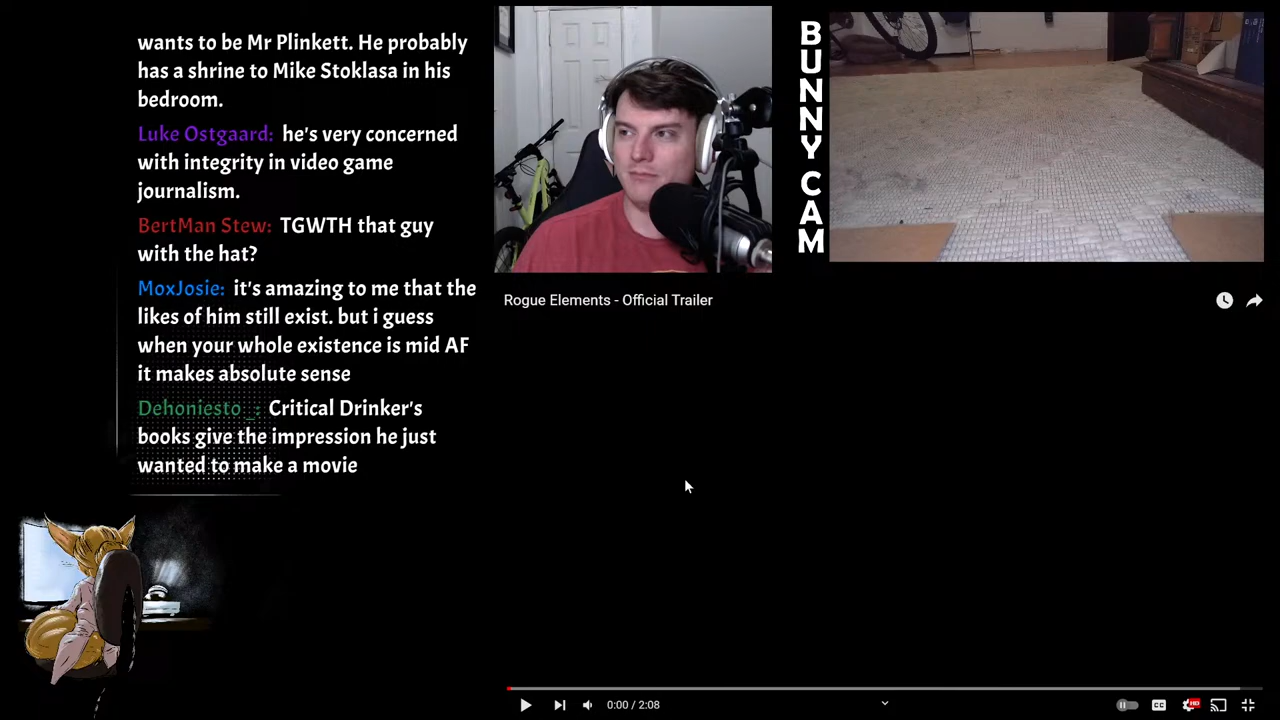 wants to be Mr Plinkett. He probably
has a shrine to Mike Stoklasa in his
bedroom.
Luke Ostgaard: he's very concerned
with integrity in video game
journalism.
BertMan Stew: TGWTH that guy
with the hat?
MoxJosie: it's amazing to me that the
likes of him still exist. but i guess
when your whole existence is mid AF
it makes absolute sense
Dehoniesto_: Critical Drinker's
books give the impression he just
wanted to make a movie
BUNNY CAM
Rogue Elements - Official Trailer
0:00 / 2:08
CC
HD